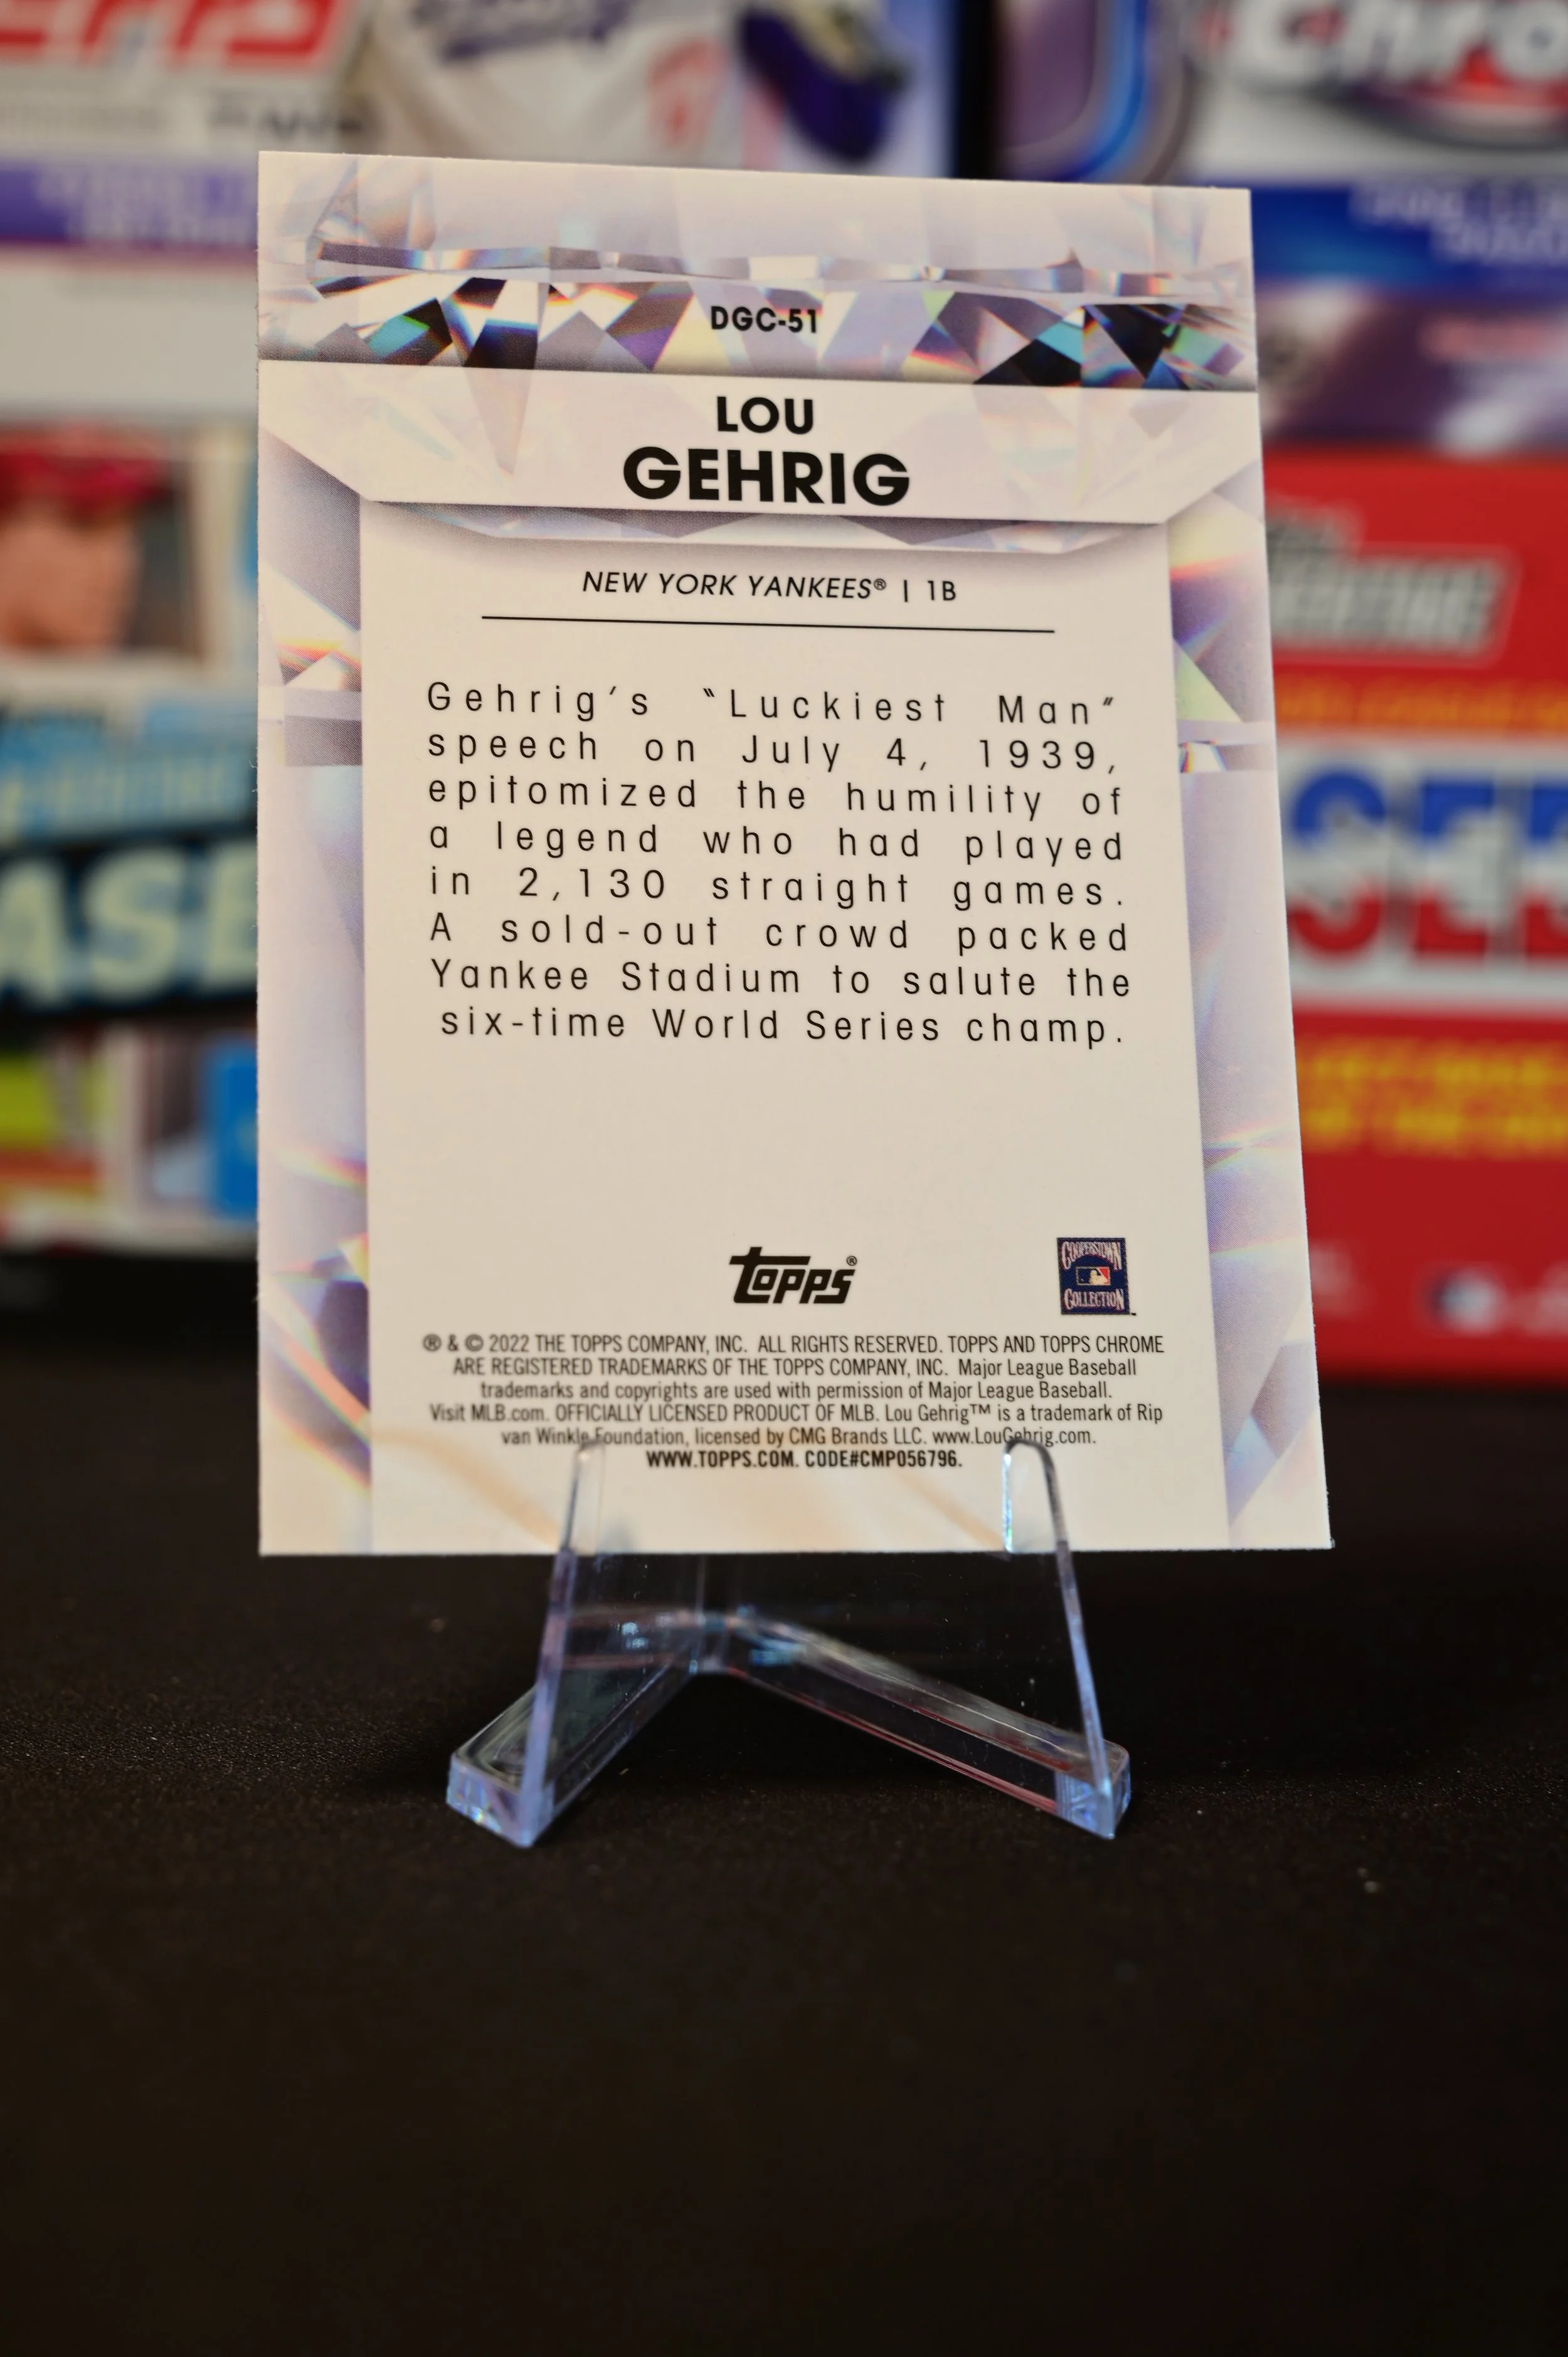 DGC-51
LOU
GEHRIG
NEW YORK YANKEES® | 1B
Gehrig's "Luckiest Man"
speech on July 4, 1939,
epitomized the humility of
a legend who had played
in 2,130 straight games.
A sold-out crowd packed
Yankee Stadium to salute the
six-time World Series champ.
Topps®
COOPERSTOWN
COLLECTION™
® & © 2022 THE TOPPS COMPANY, INC. ALL RIGHTS RESERVED. TOPPS AND TOPPS CHROME
ARE REGISTERED TRADEMARKS OF THE TOPPS COMPANY, INC. Major League Baseball
trademarks and copyrights are used with permission of Major League Baseball.
Visit MLB.com. OFFICIALLY LICENSED PRODUCT OF MLB. Lou Gehrig™ is a trademark of Rip
van Winkle Foundation, licensed by CMG Brands LLC. www.LouGehrig.com.
WWW.TOPPS.COM. CODE#CMP056796.